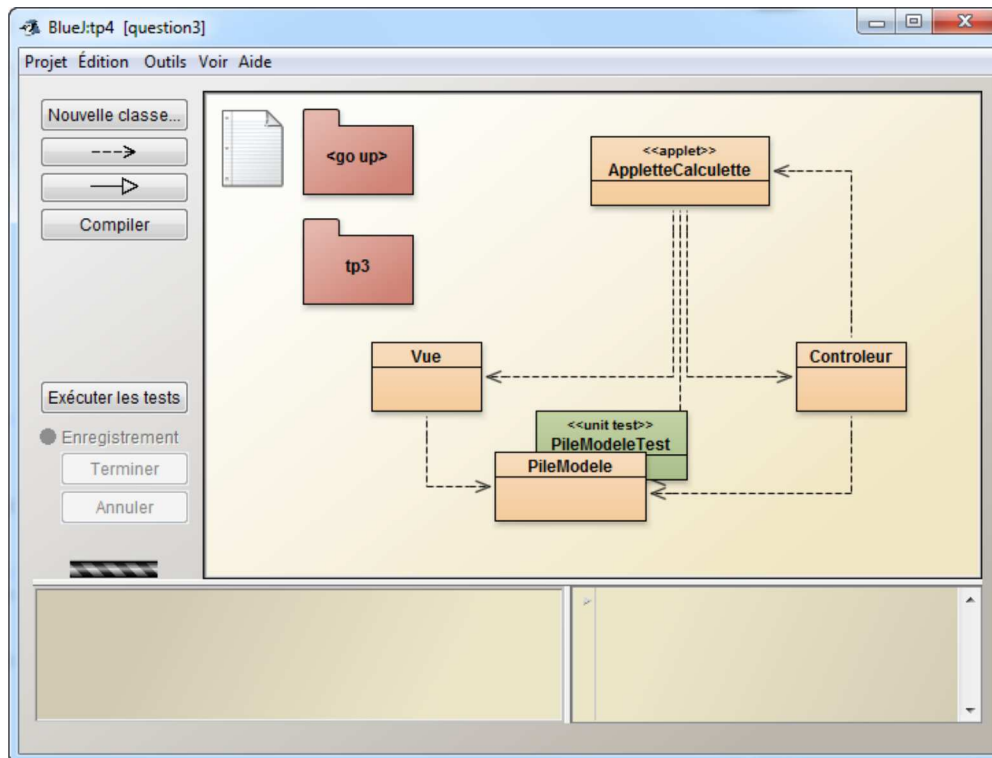 BlueJ:tp4 [question3]
Projet Édition Outils Voir Aide
Nouvelle classe...
Compiler
Exécuter les tests
Enregistrement
Terminer
Annuler
<go up>
tp3
<<applet>>
AppletteCalculette
Vue
Controleur
<<unit test>>
PileModeleTest
PileModele